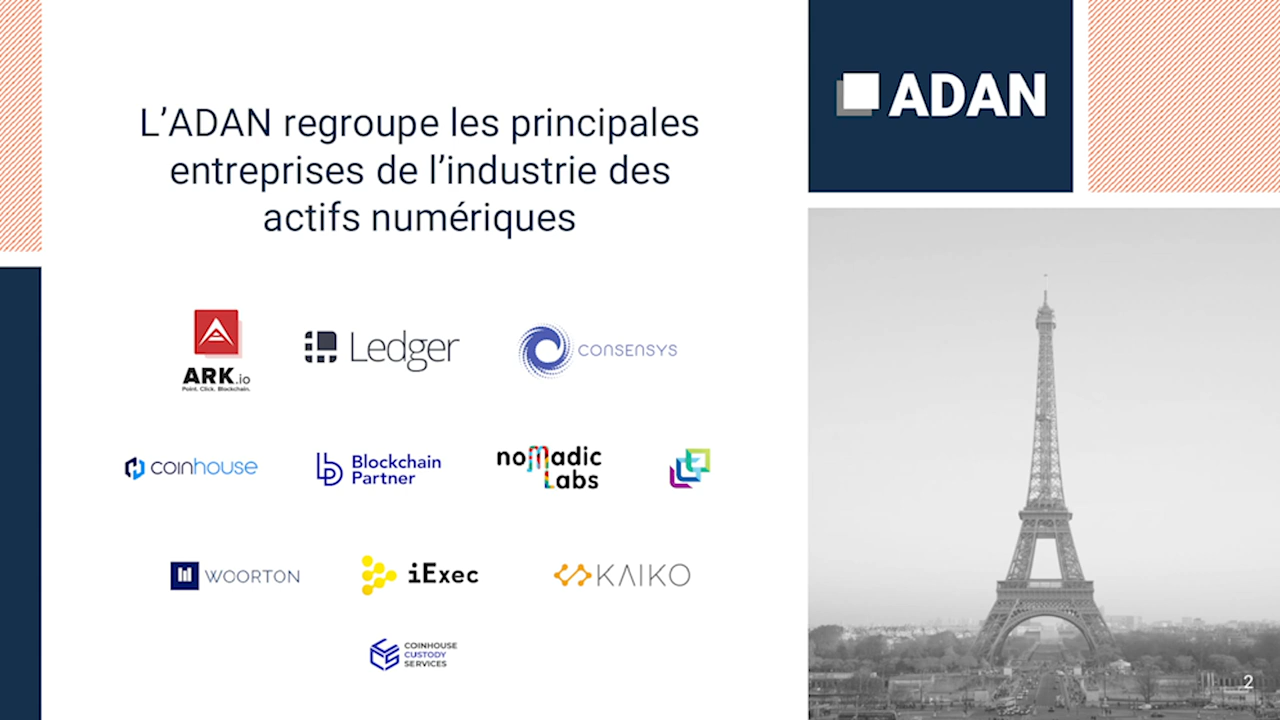 ADAN
L’ADAN regroupe les principales
entreprises de l’industrie des
actifs numériques
ARK.io
Point. Click. Blockchain.
Ledger
CONSENSYS
coinhouse
Blockchain
Partner
noMadic
Labs
WOORTON
iExec
KAIKO
COINHOUSE
CUSTODY
SERVICES
2